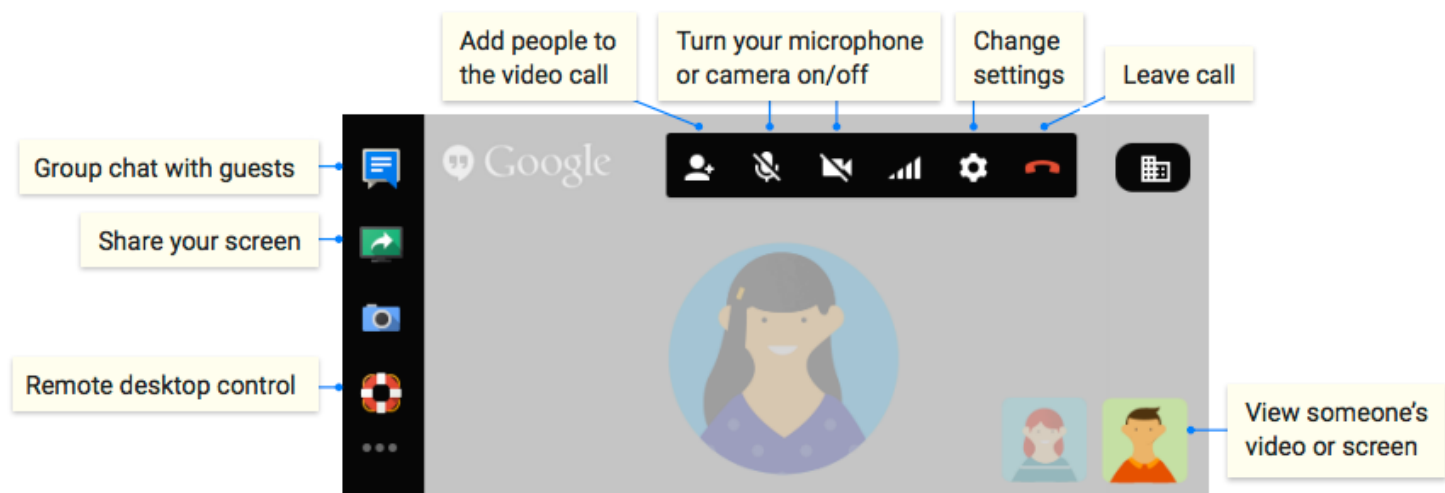 Add people to
the video call
Turn your microphone
or camera on/off
Change
settings
Leave call
Group chat with guests
Google
Share your screen
Remote desktop control
View someone’s
video or screen